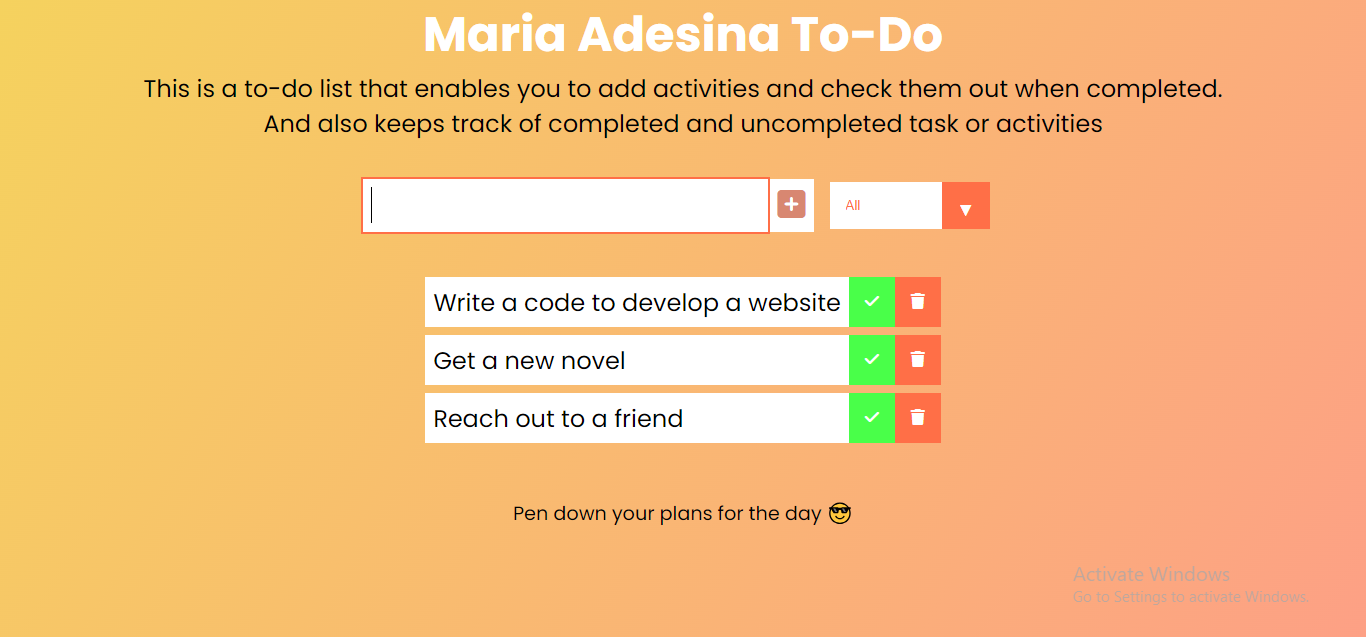 Maria Adesina To-Do
This is a to-do list that enables you to add activities and check them out when completed.
And also keeps track of completed and uncompleted task or activities
All
Write a code to develop a website
Get a new novel
Reach out to a friend
Pen down your plans for the day 😎
Activate Windows
Go to Settings to activate Windows.